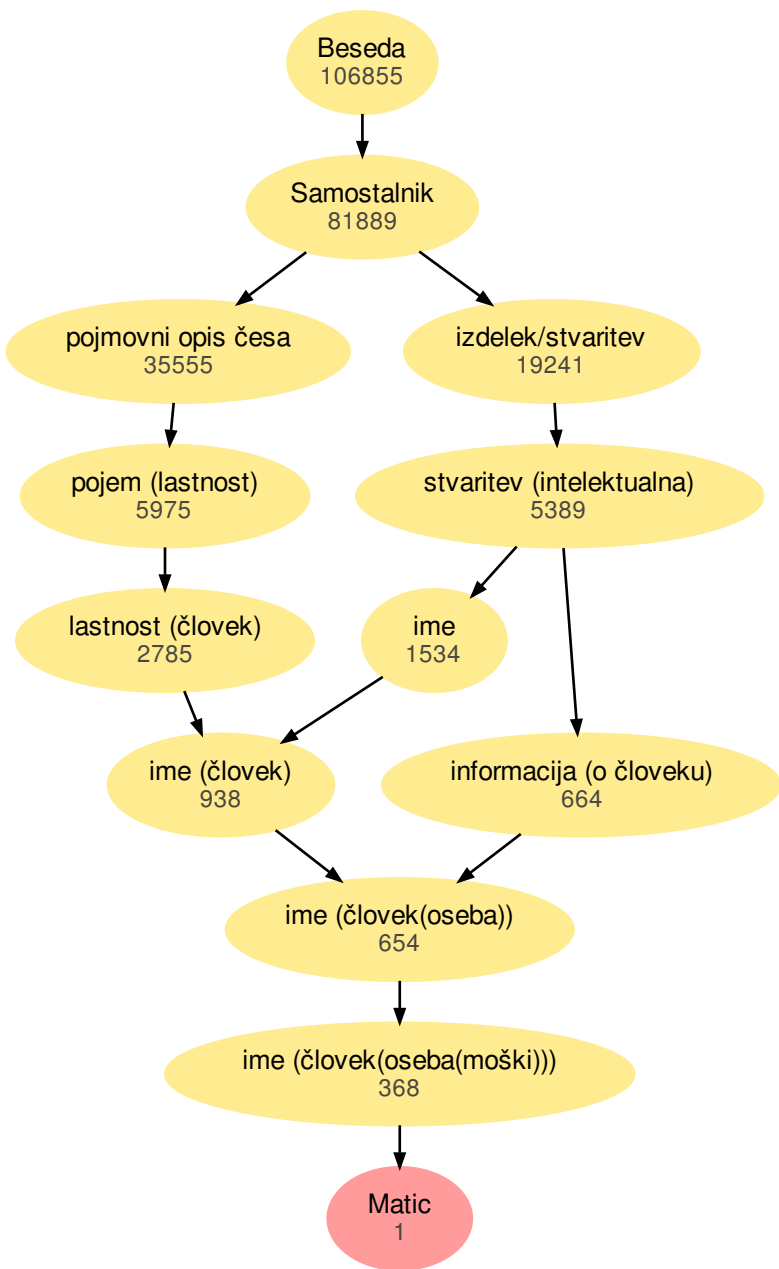 Beseda
106855
Samostalnik
81889
pojmovni opis česa
35555
izdelek/stvaritev
19241
pojem (lastnost)
5975
stvaritev (intelektualna)
5389
lastnost (človek)
2785
ime
1534
ime (človek)
938
informacija (o človeku)
664
ime (človek(oseba))
654
ime (človek(oseba(moški)))
368
Matic
1